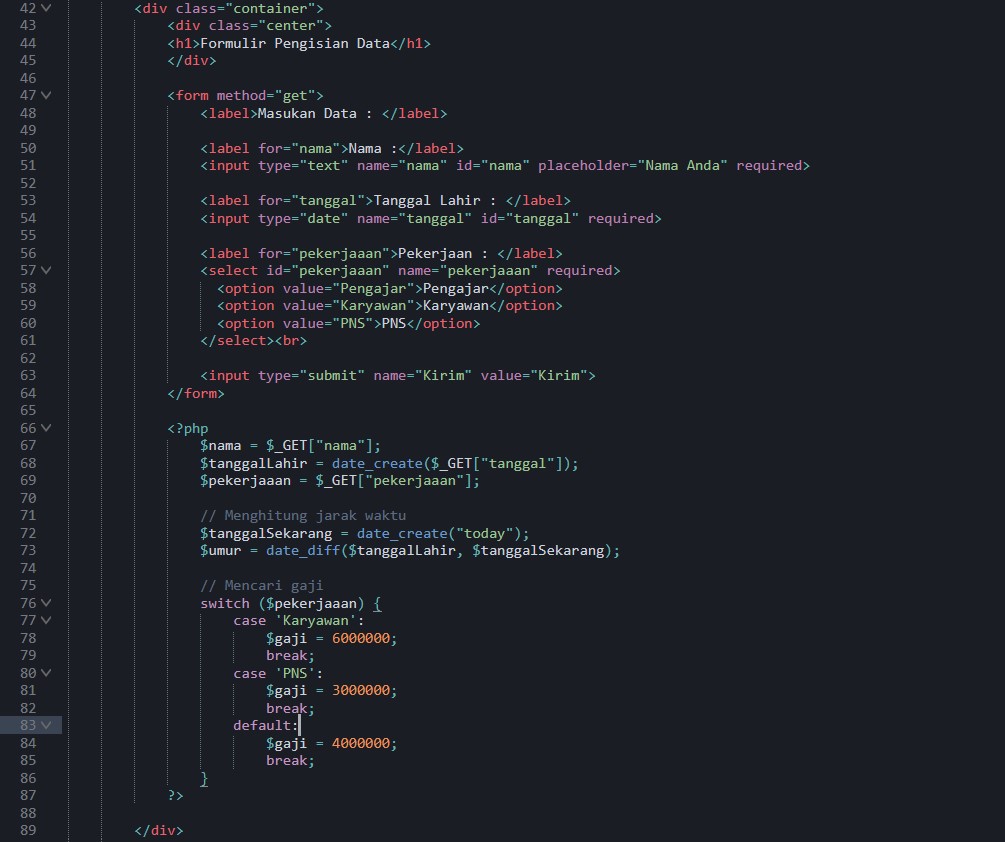 42 <div class="container">
43 <div class="center">
44 <h1>Formulir Pengisian Data</h1>
45 </div>
46
47 <form method="get">
48 <label>Masukan Data : </label>
49
50 <label for="nama">Nama :</label>
51 <input type="text" name="nama" id="nama" placeholder="Nama Anda" required>
52
53 <label for="tanggal">Tanggal Lahir : </label>
54 <input type="date" name="tanggal" id="tanggal" required>
55
56 <label for="pekerjaaan">Pekerjaan : </label>
57 <select id="pekerjaaan" name="pekerjaaan" required>
58 <option value="Pengajar">Pengajar</option>
59 <option value="Karyawan">Karyawan</option>
60 <option value="PNS">PNS</option>
61 </select><br>
62
63 <input type="submit" name="Kirim" value="Kirim">
64 </form>
65
66 <?php
67 $nama = $_GET["nama"];
68 $tanggalLahir = date_create($_GET["tanggal"]);
69 $pekerjaaan = $_GET["pekerjaaan"];
70
71 // Menghitung jarak waktu
72 $tanggalSekarang = date_create("today");
73 $umur = date_diff($tanggalLahir, $tanggalSekarang);
74
75 // Mencari gaji
76 switch ($pekerjaaan) {
77 case 'Karyawan':
78 $gaji = 6000000;
79 break;
80 case 'PNS':
81 $gaji = 3000000;
82 break;
83 default:
84 $gaji = 4000000;
85 break;
86 }
87 ?>
88
89 </div>